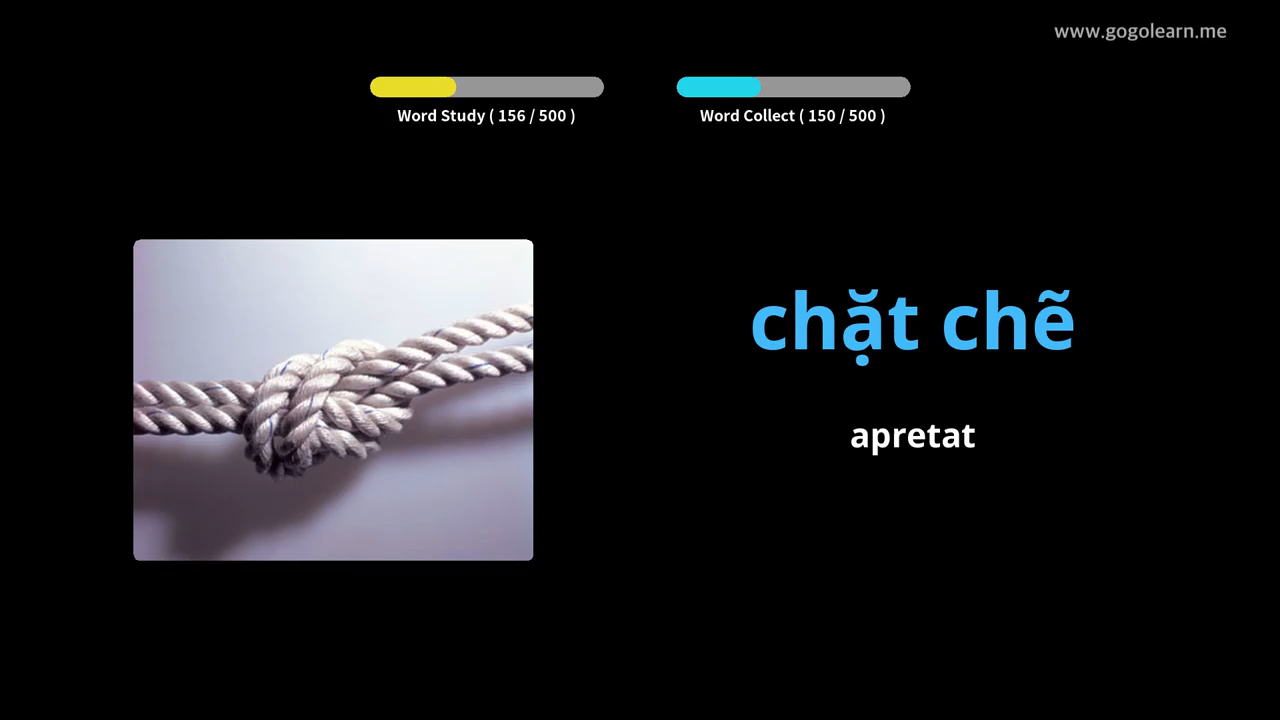 www.gogolearn.me
Word Study ( 156 / 500 )
Word Collect ( 150 / 500 )
chặt chẽ
apretat